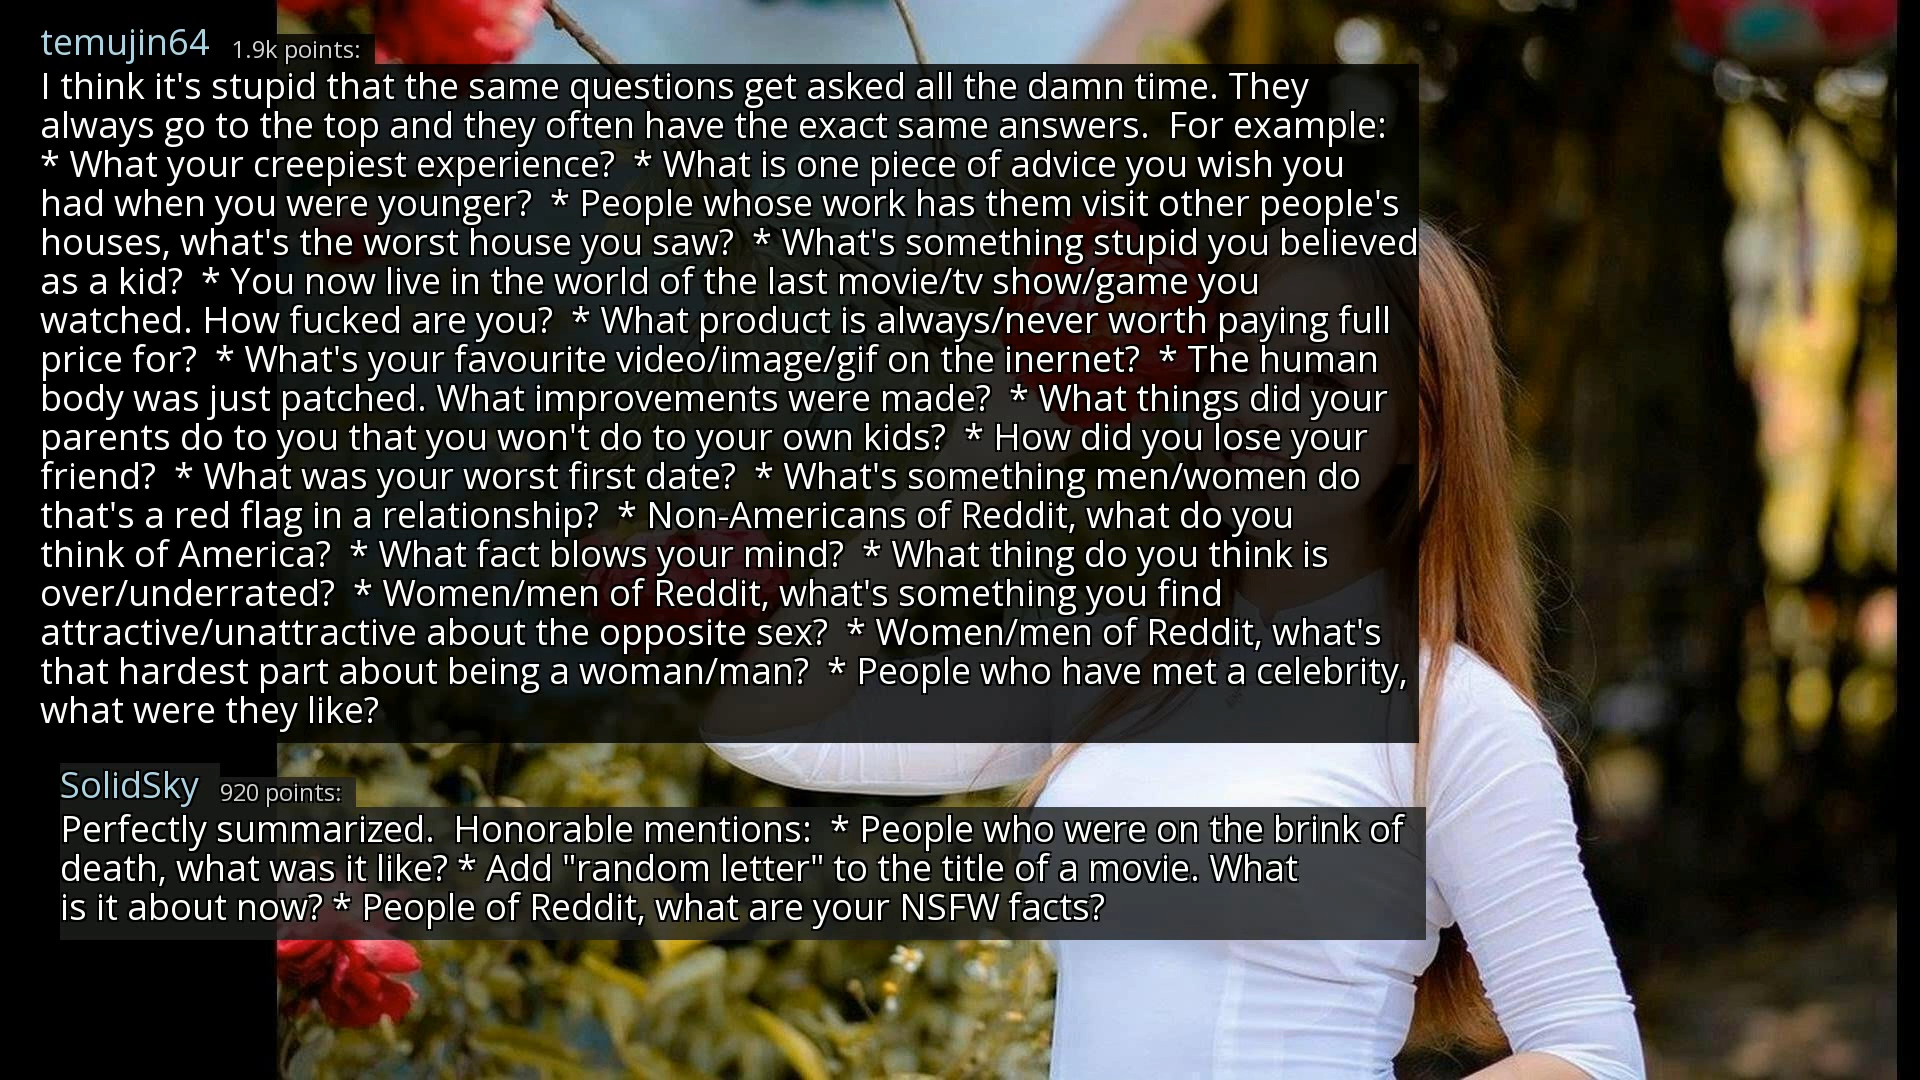 temujin64 1.9k points:
I think it's stupid that the same questions get asked all the damn time. They
always go to the top and they often have the exact same answers.  For example:
* What your creepiest experience?  * What is one piece of advice you wish you
had when you were younger?  * People whose work has them visit other people's
houses, what's the worst house you saw?  * What's something stupid you believed
as a kid?  * You now live in the world of the last movie/tv show/game you
watched. How fucked are you?  * What product is always/never worth paying full
price for?  * What's your favourite video/image/gif on the inernet?  * The human
body was just patched. What improvements were made?  * What things did your
parents do to you that you won't do to your own kids?  * How did you lose your
friend?  * What was your worst first date?  * What's something men/women do
that's a red flag in a relationship?  * Non-Americans of Reddit, what do you
think of America?  * What fact blows your mind?  * What thing do you think is
over/underrated?  * Women/men of Reddit, what's something you find
attractive/unattractive about the opposite sex?  * Women/men of Reddit, what's
that hardest part about being a woman/man?  * People who have met a celebrity,
what were they like?
SolidSky 920 points:
Perfectly summarized.  Honorable mentions:  * People who were on the brink of
death, what was it like? * Add "random letter" to the title of a movie. What
is it about now? * People of Reddit, what are your NSFW facts?